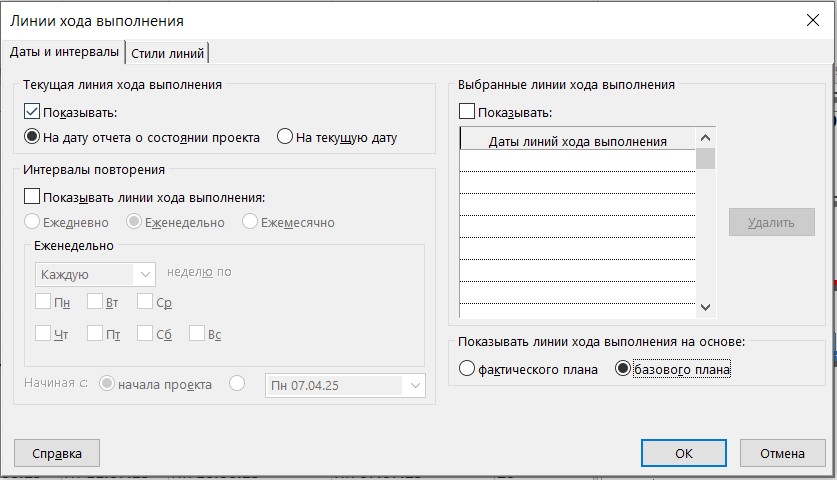 Линии хода выполнения
Даты и интервалы
Стили линий
Текущая линия хода выполнения
Показывать:
На дату отчета о состоянии проекта
На текущую дату
Интервалы повторения
Показывать линии хода выполнения:
Ежедневно
Еженедельно
Ежемесячно
Еженедельно
Каждую
неделю по
Пн
Вт
Ср
Чт
Пт
Сб
Вс
Начиная с:
начала проекта
Пн 07.04.25
Выбранные линии хода выполнения
Показывать:
Даты линий хода выполнения
Удалить
Показывать линии хода выполнения на основе:
фактического плана
базового плана
Справка
ОК
Отмена